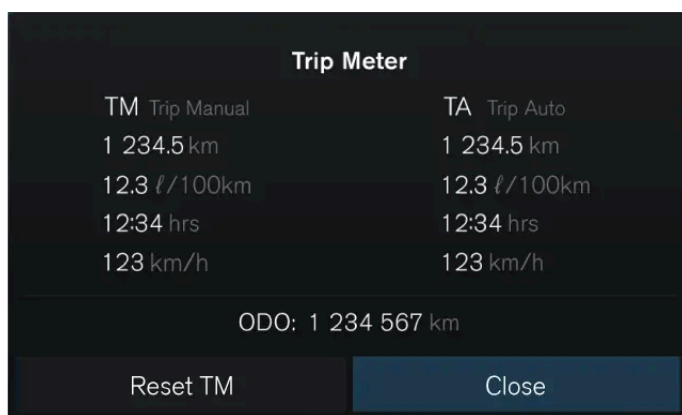 Trip Meter
TM Trip Manual
1 234.5 km
12.3 ℓ/100km
12:34 hrs
123 km/h
TA Trip Auto
1 234.5 km
12.3 ℓ/100km
12:34 hrs
123 km/h
ODO: 1 234 567 km
Reset TM
Close